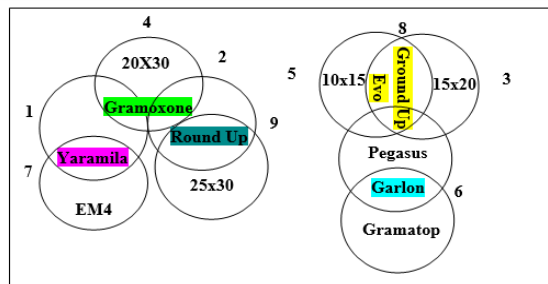 4
8
20X30
2
5
10x15
Evo
Ground/Up
15x20
3
1
Gramoxone
9
Round Up
7
Yaramila
Pegasus
25x30
Garlon
6
EM4
Gramatop